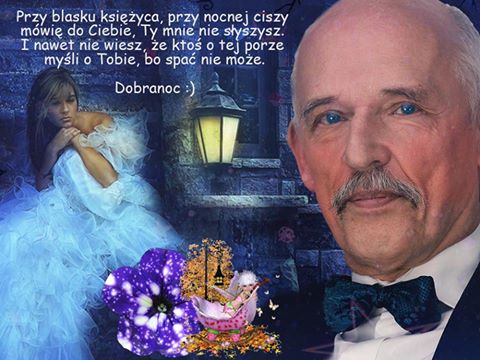 Przy blasku księżyca, przy nocnej ciszy
mówię do Ciebie, Ty mnie nie słyszysz.
I nawet nie wiesz, że ktoś o tej porze
myśli o Tobie, bo spać nie może.
Dobranoc :)